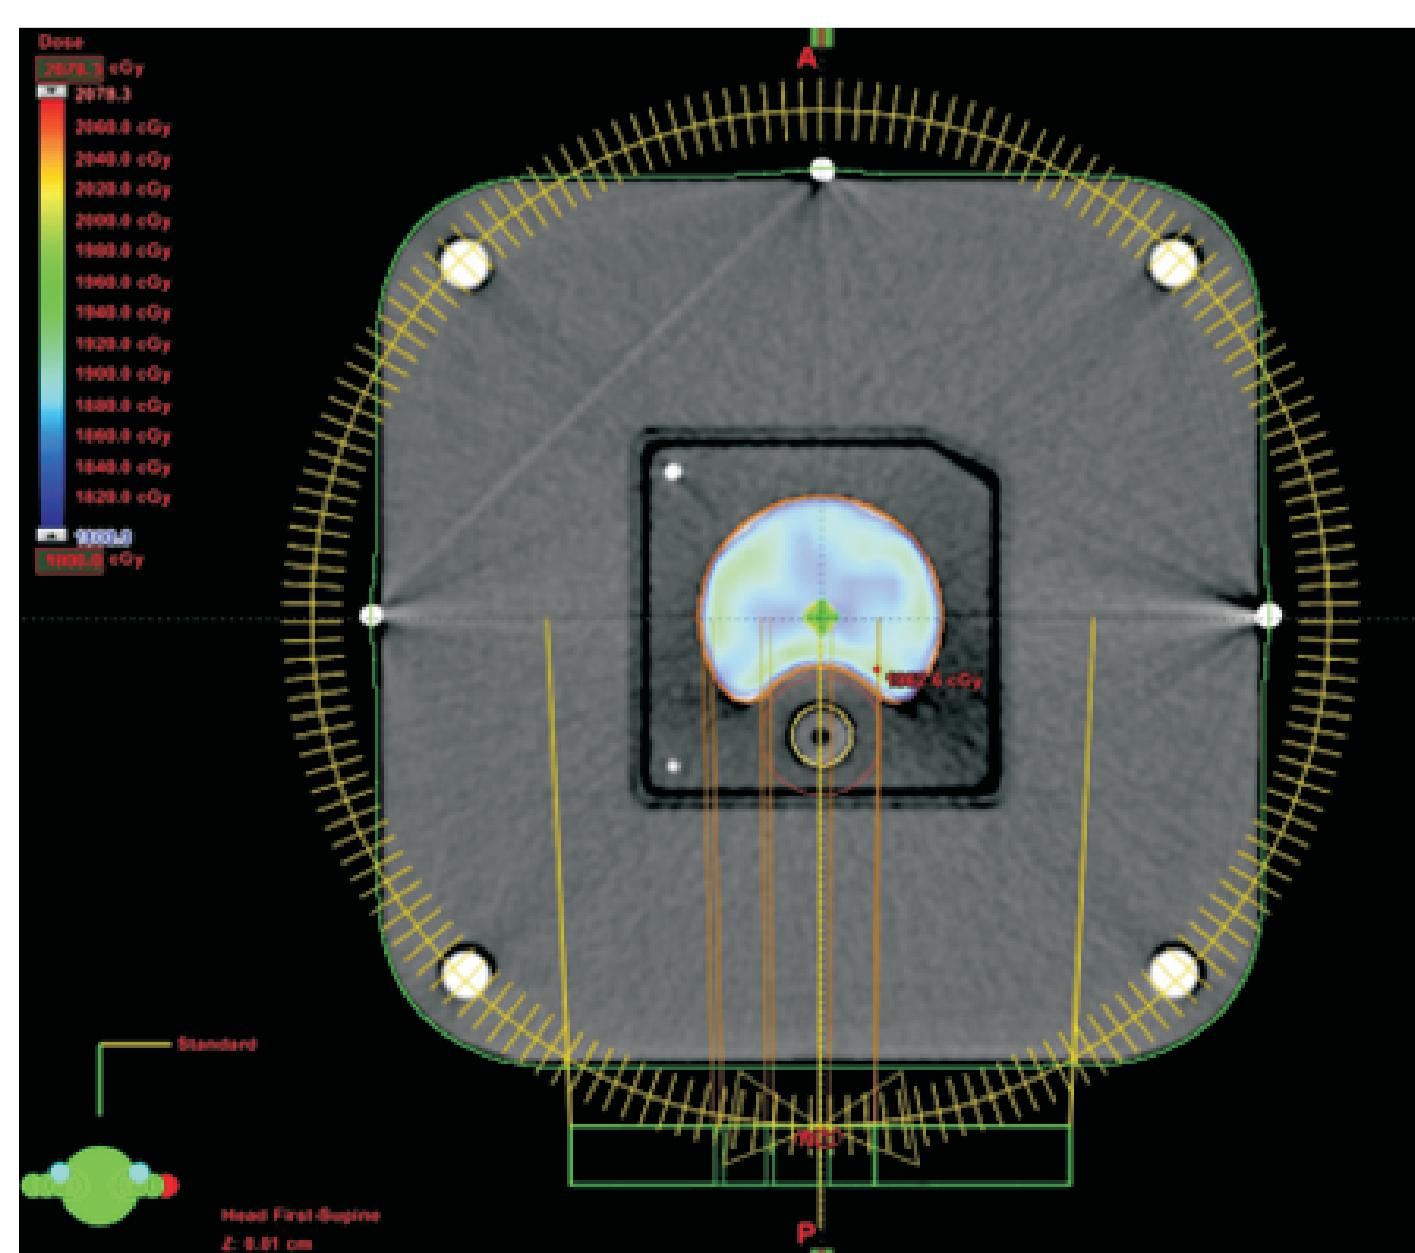 Dose
2078.3 cGy
2078.3
2060.0 cGy
2040.0 cGy
2020.0 cGy
2000.0 cGy
1980.0 cGy
1960.0 cGy
1940.0 cGy
1920.0 cGy
1900.0 cGy
1880.0 cGy
1860.0 cGy
1840.0 cGy
1820.0 cGy
1800.0
1800.0 cGy
A
cGy
Standard
Head First-Supine
Z: 0.01 cm
P